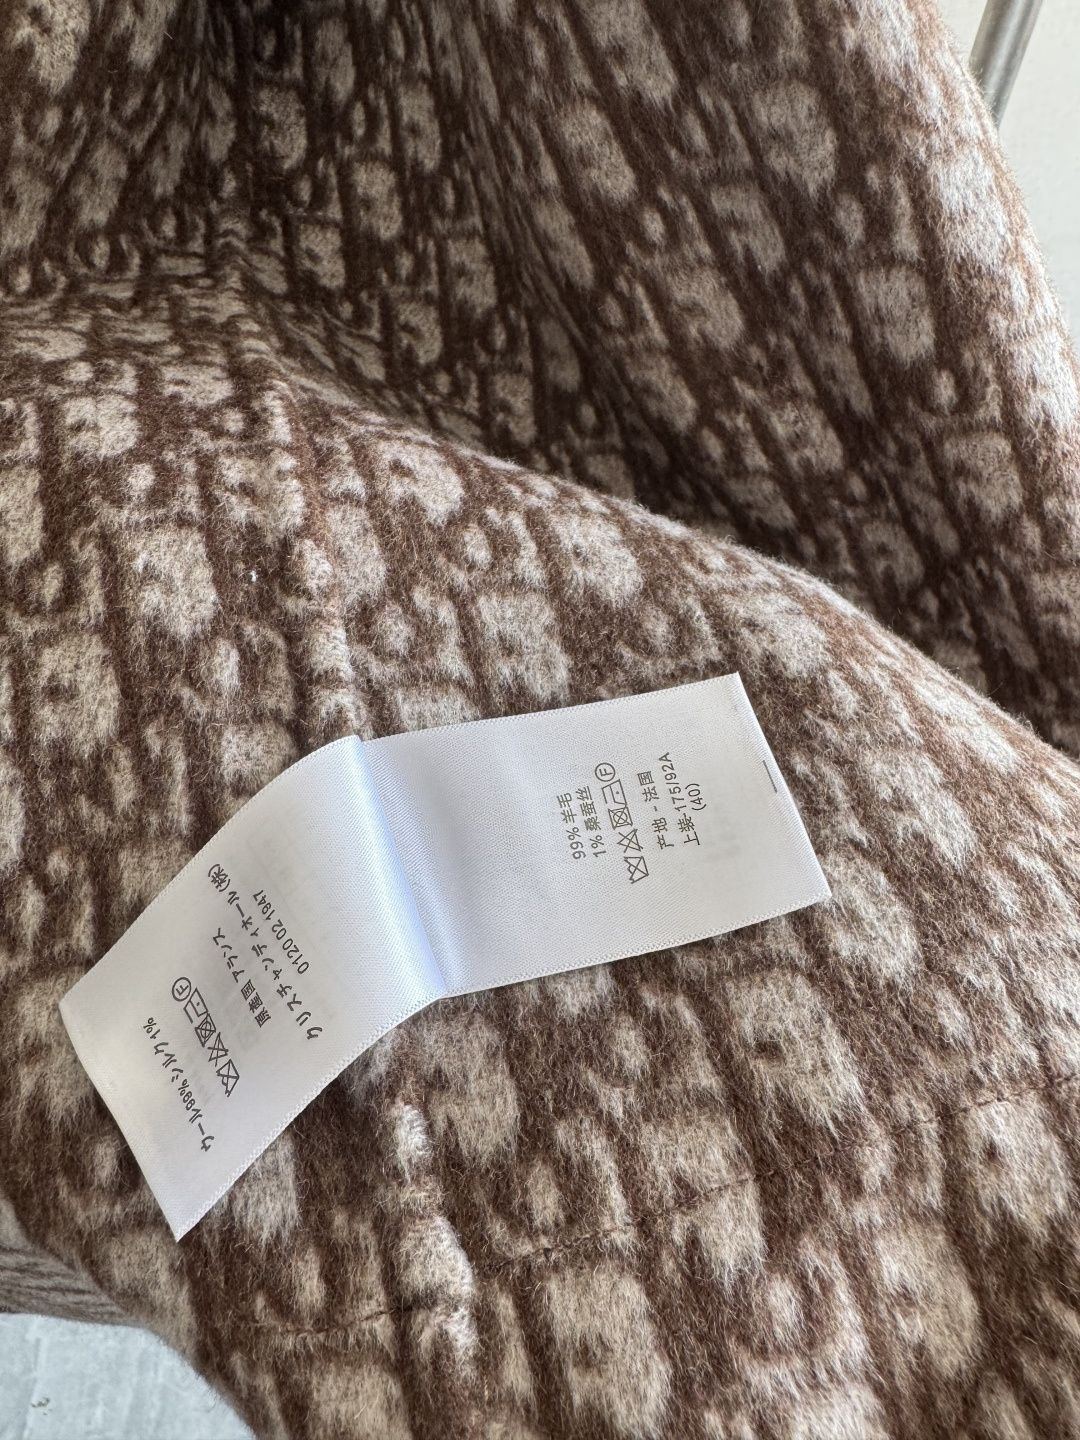 ウール99%シルク1%
F
原産国フランス
クリスチャンディオール(株)
0120 02 1947
99% 羊毛
1% 桑蚕丝
F
产地 - 法国
上装-175/92A
(40)